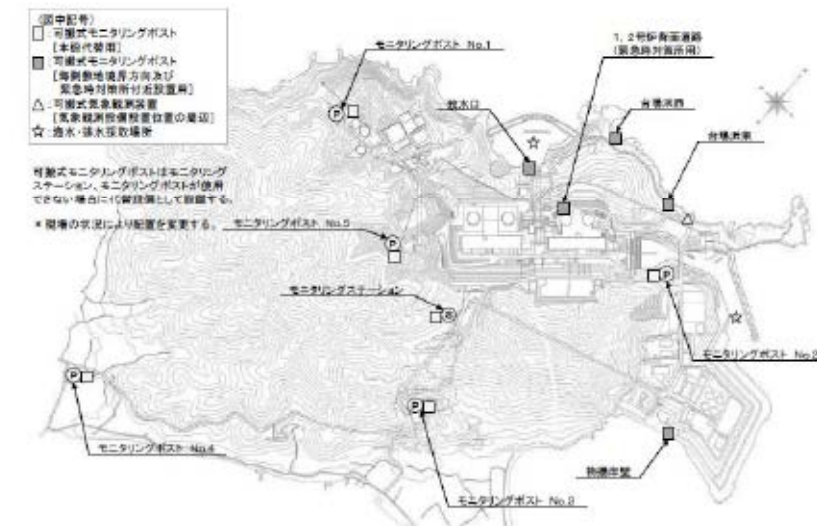 (図中記号)
:可搬式モニタリングポスト
[本設代替用]
:可搬式モニタリングポスト
[海側敷地境界方向及び
緊急時対策所付近設置用]
:可搬式気象観測装置
[気象観測設備設置位置の周辺]
:海水・排水採取場所
可搬式モニタリングポストはモニタリング
ステーション、モニタリングポストが使用
できない場合に代替設備として設置する。
*現場の状況により配置を変更する。
モニタリングポスト No.1
1,2号炉背面道路
(緊急時対策所用)
放水口
台場浜西
台場浜東
モニタリングポスト No.5
モニタリングステーション
モニタリングポスト No.2
モニタリングポスト No.4
モニタリングポスト No.3
物揚岸壁
P
P
P
P
P
S